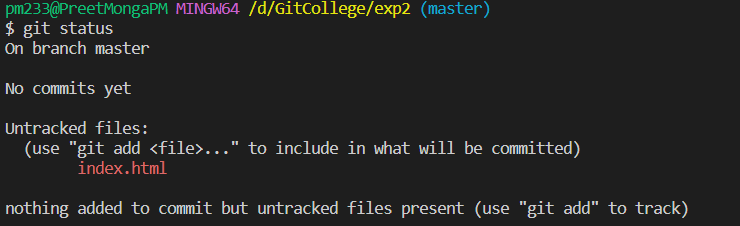 pm233@PreetMongaPM MINGW64 /d/GitCollege/exp2 (master)
$ git status
On branch master
No commits yet
Untracked files:
(use "git add <file>..." to include in what will be committed)
index.html
nothing added to commit but untracked files present (use "git add" to track)